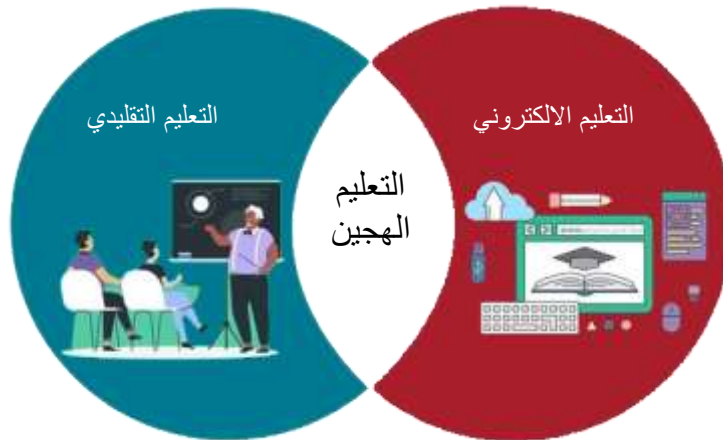 التعليم الالكتروني
التعليم التقليدي
التعليم
الهجين